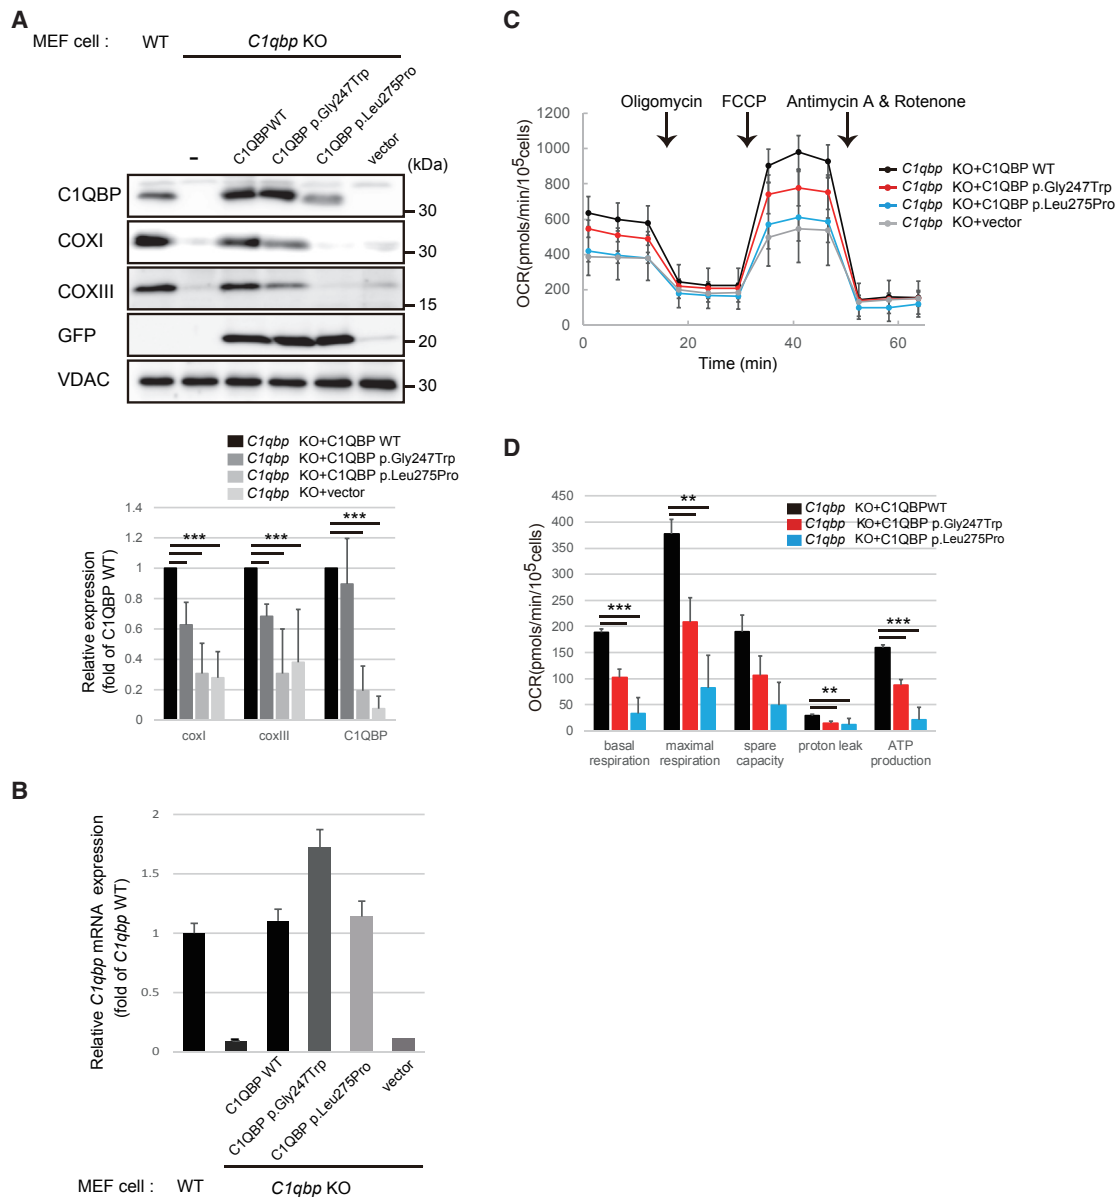 A
MEF cell : WT C1qbp KO
- C1QBPWT C1QBP p.Gly247Trp C1QBP p.Leu275Pro vector
(kDa)
C1QBP 30
COXI 30
COXIII 15
GFP 20
VDAC 30
C1qbp KO+C1QBP WT
C1qbp KO+C1QBP p.Gly247Trp
C1qbp KO+C1QBP p.Leu275Pro
C1qbp KO+vector
Relative expression
(fold of C1QBP WT)
1.4
1.2
1
0.8
0.6
0.4
0.2
0
*** *** ***
coxI coxIII C1QBP
B
Relative C1qbp mRNA expression
(fold of C1qbp WT)
2
1.5
1
0.5
0
C1QBP WT
C1QBP p.Gly247Trp
C1QBP p.Leu275Pro
vector
MEF cell : WT C1qbp KO
C
Oligomycin FCCP Antimycin A & Rotenone
OCR(pmols/min/10⁵cells)
1200
1000
800
600
400
200
0
0 20 40 60
Time (min)
C1qbp KO+C1QBP WT
C1qbp KO+C1QBP p.Gly247Trp
C1qbp KO+C1QBP p.Leu275Pro
C1qbp KO+vector
D
OCR(pmols/min/10⁵cells)
450
400
350
300
250
200
150
100
50
0
C1qbp KO+C1QBPWT
C1qbp KO+C1QBP p.Gly247Trp
C1qbp KO+C1QBP p.Leu275Pro
*** ** ** ***
basal respiration
maximal respiration
spare capacity
proton leak
ATP production